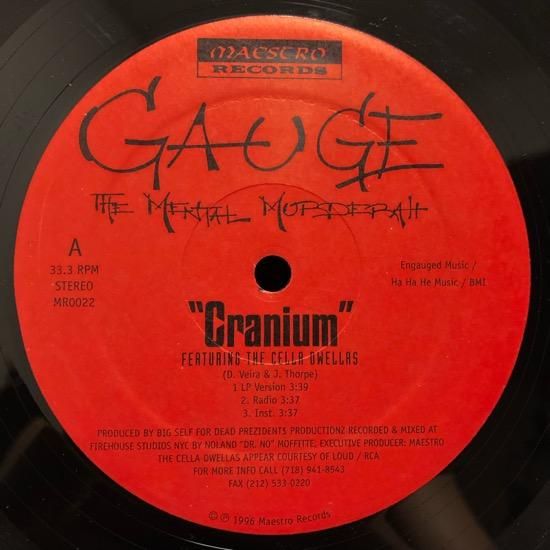 MAESTRO
RECORDS
GAUGE
THE MENTAL MURDERAH
A
33.3 RPM
STEREO
MR0022
Engauged Music /
Ha Ha He Music / BMI
"Cranium"
FEATURING THE CELLA DWELLAS
(D. Veira & J. Thorpe)
1 LP Version 3:39
2. Radio 3:37
3. Inst. 3:37
PRODUCED BY BIG SELF FOR DEAD PREZIDENTS PRODUCTIONZ RECORDED & MIXED AT
FIREHOUSE STUDIOS NYC BY NOLAND "DR. NO" MOFFITTE, EXECUTIVE PRODUCER: MAESTRO
THE CELLA DWELLAS APPEAR COURTESY OF LOUD / RCA
FOR MORE INFO CALL (718) 941-8543
FAX (212) 533-0220
© ℗ 1996 Maestro Records